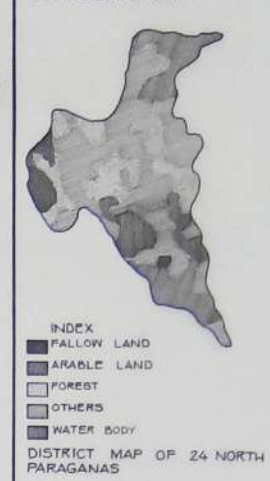 INDEX
FALLOW LAND
ARABLE LAND
FOREST
OTHERS
WATER BODY
DISTRICT MAP OF 24 NORTH
PARAGANAS